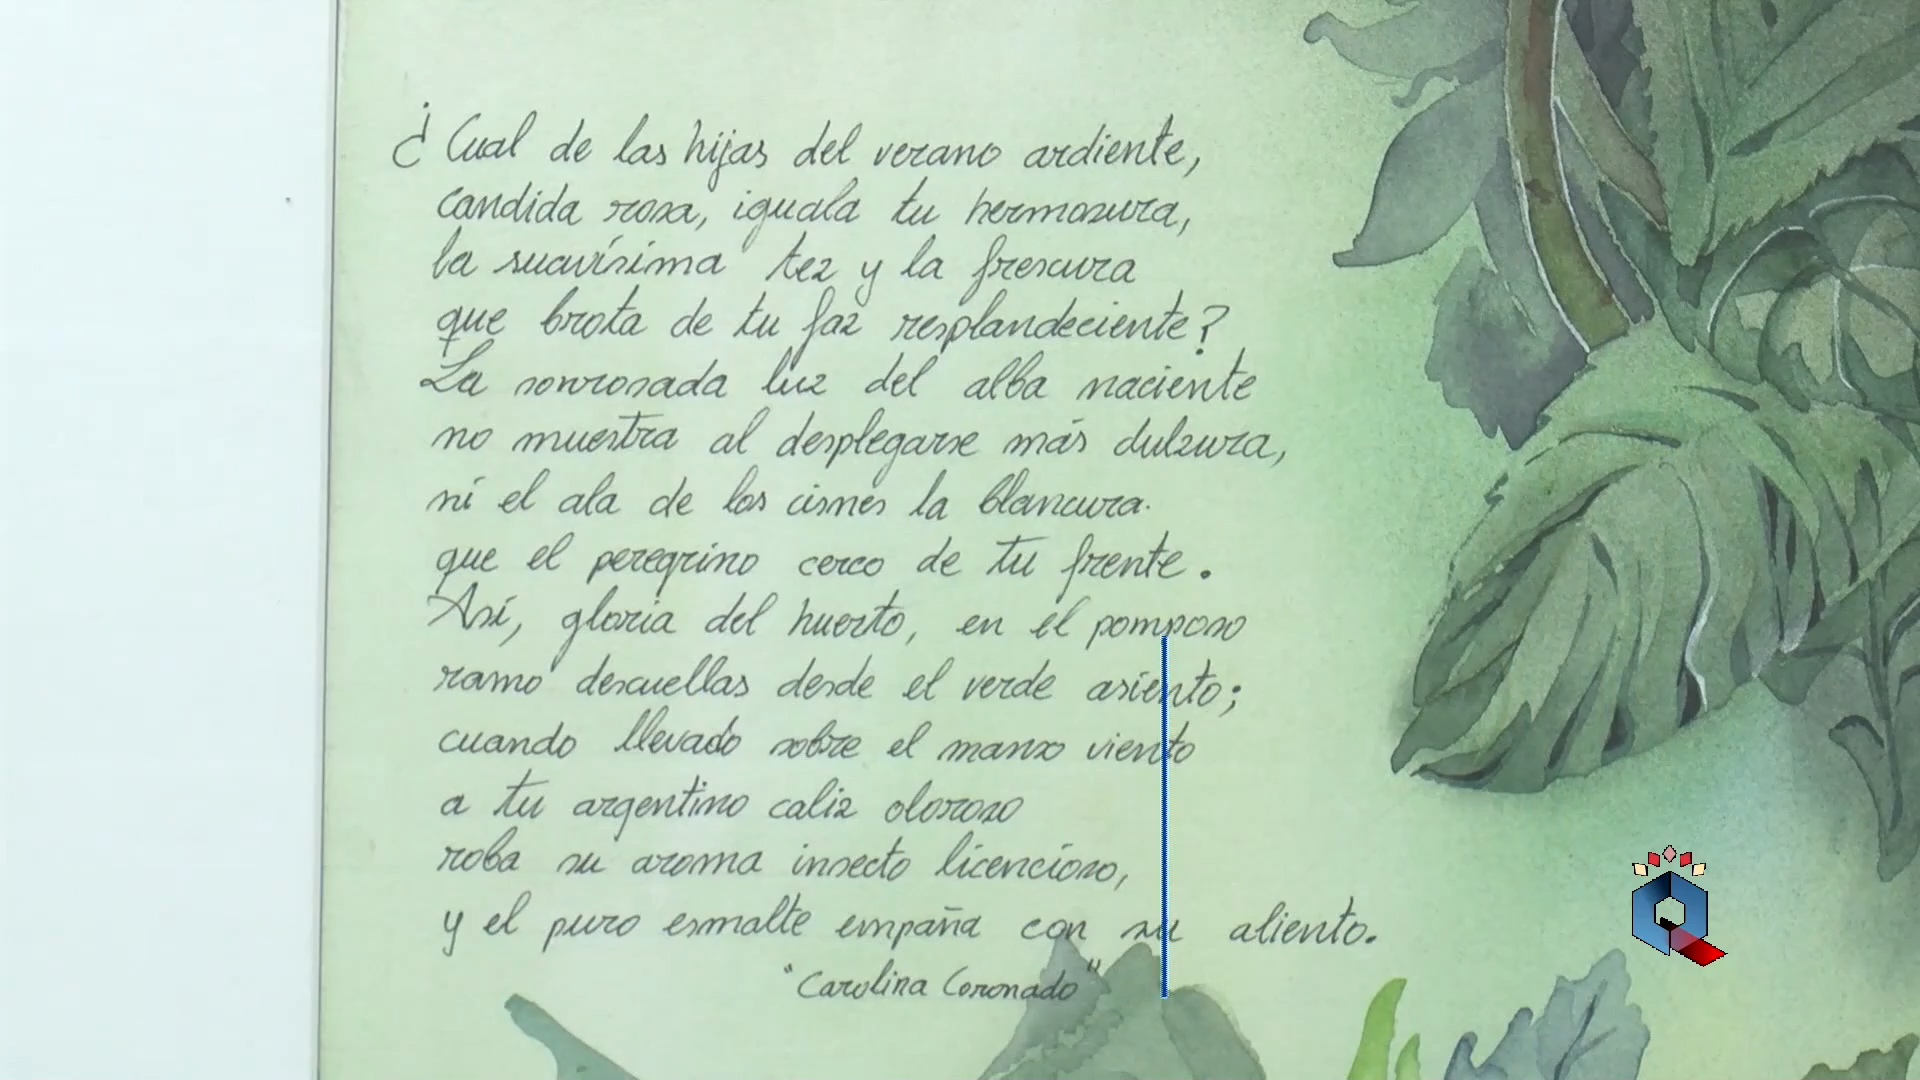 ¿Cual de las hijas del verano ardiente,
candida rosa, iguala tu hermosura,
la suavísima tez y la frescura
que brota de tu faz resplandeciente?
La sonrosada luz del alba naciente
no muestra al desplegarse más dulzura,
ni el ala de los cisnes la blancura
que el peregrino cerco de tu frente.
Así, gloria del huerto, en el pomposo
ramo descuellas desde el verde asiento;
cuando llevado sobre el manso viento
a tu argentino caliz oloroso
roba su aroma insecto licencioso,
y el puro esmalte empaña con su aliento.
"Carolina Coronado"